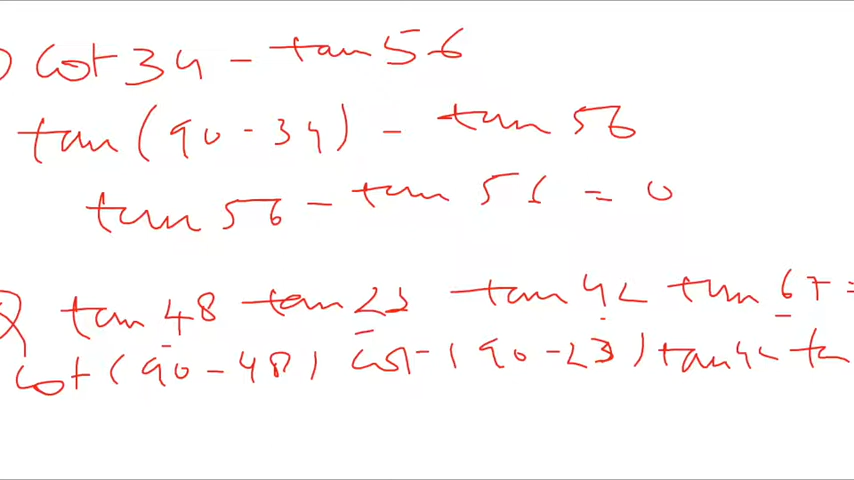 ) cot 34 - tan 56
tan (90 - 34) - tan 56
tan 56 - tan 56 = 0
Q tan 48 tan 23 tan 42 tan 67 =
cot (90 - 48) cot (90 - 23) tan 42 tan